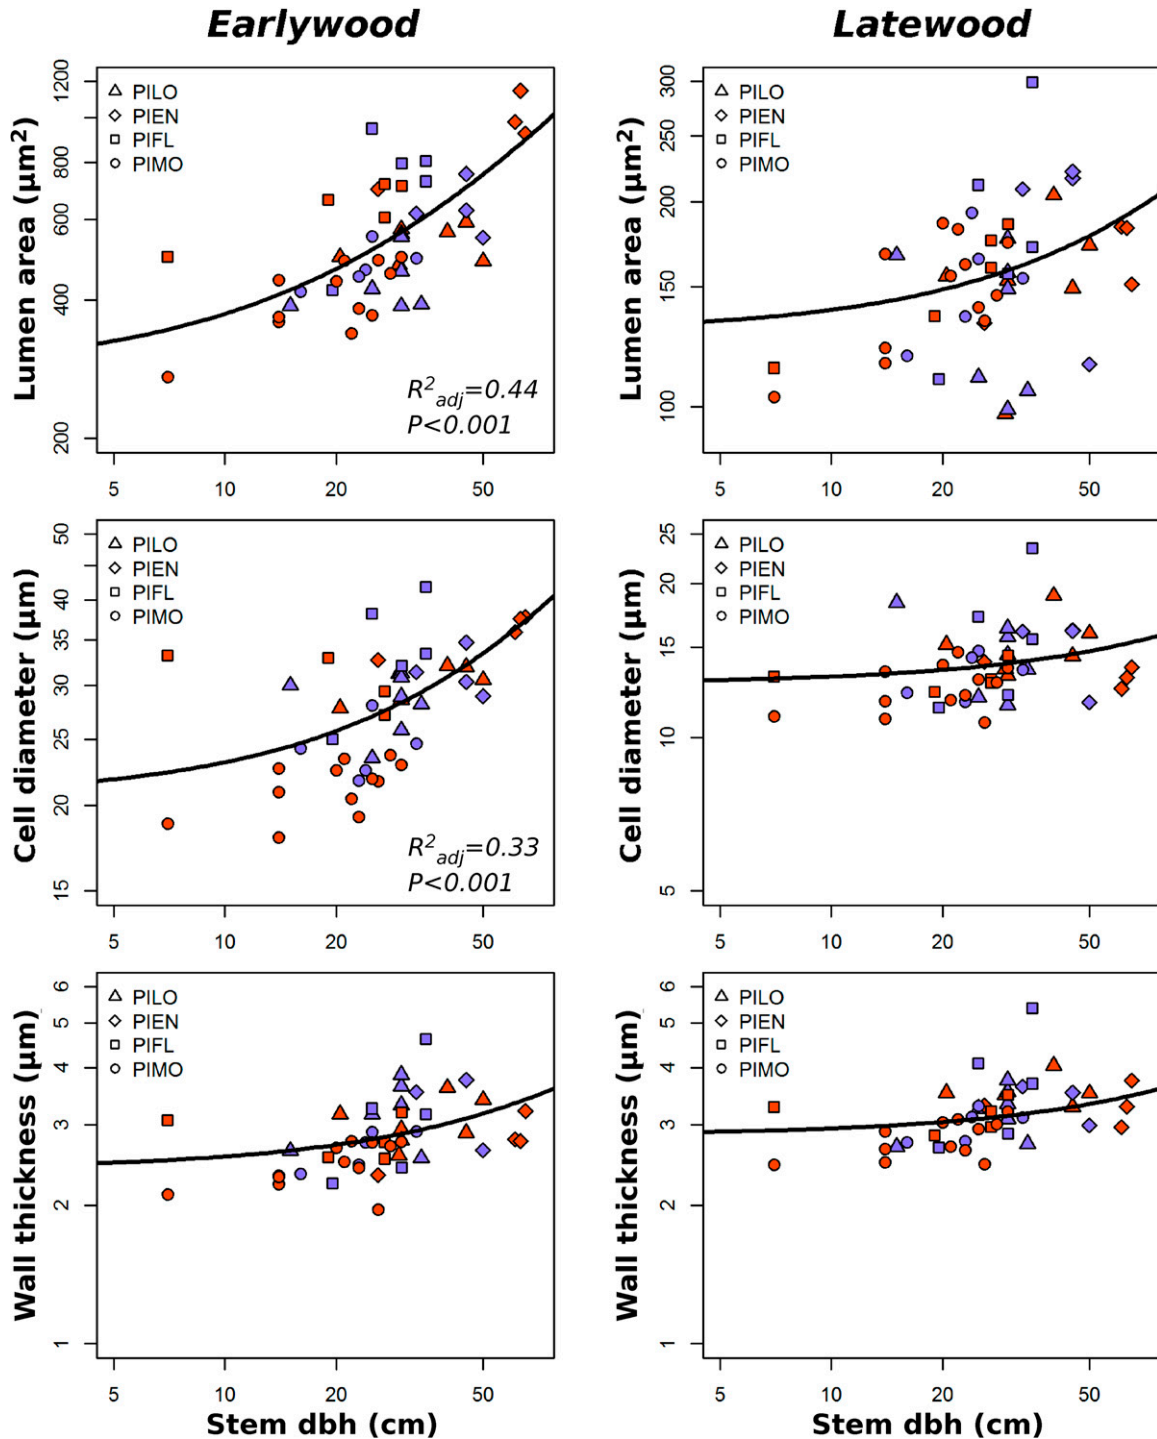 Earlywood
Latewood
Lumen area (μm²)
1200
800
600
400
200
PILO
PIEN
PIFL
PIMO
R²adj=0.44
P<0.001
5 10 20 50
Lumen area (μm²)
300
250
200
150
100
PILO
PIEN
PIFL
PIMO
5 10 20 50
Cell diameter (μm)
50
40
35
30
25
20
15
PILO
PIEN
PIFL
PIMO
R²adj=0.33
P<0.001
5 10 20 50
Cell diameter (μm)
25
20
15
10
5
PILO
PIEN
PIFL
PIMO
5 10 20 50
Wall thickness (μm)
6
5
4
3
2
1
PILO
PIEN
PIFL
PIMO
5 10 20 50
Stem dbh (cm)
Wall thickness (μm)
6
5
4
3
2
1
PILO
PIEN
PIFL
PIMO
5 10 20 50
Stem dbh (cm)